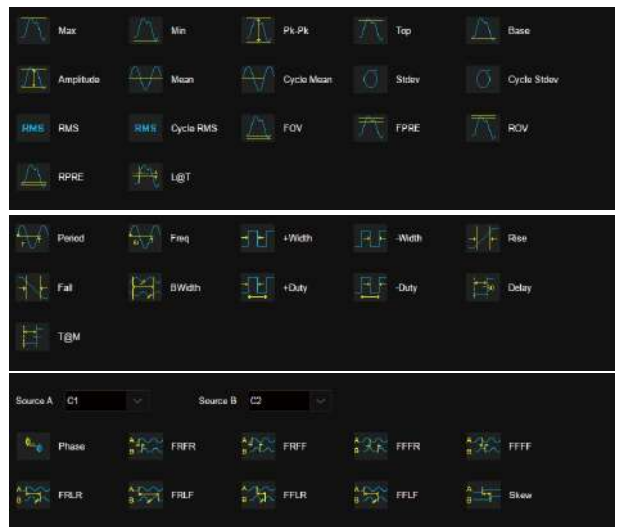 Max Min Pk-Pk Top Base
Amplitude Mean Cycle Mean Stdev Cycle Stdev
RMS RMS RMS Cycle RMS FOV FPRE ROV
RPRE L@T
Period Freq +Width -Width Rise
Fall BWidth +Duty -Duty Delay
T@M
Source A C1 Source B C2
Phase A B FRFR A B FRFF A B FFFR A B FFFF
A B FRLR A B FRLF A B FFLR A B FFLF A B Skew